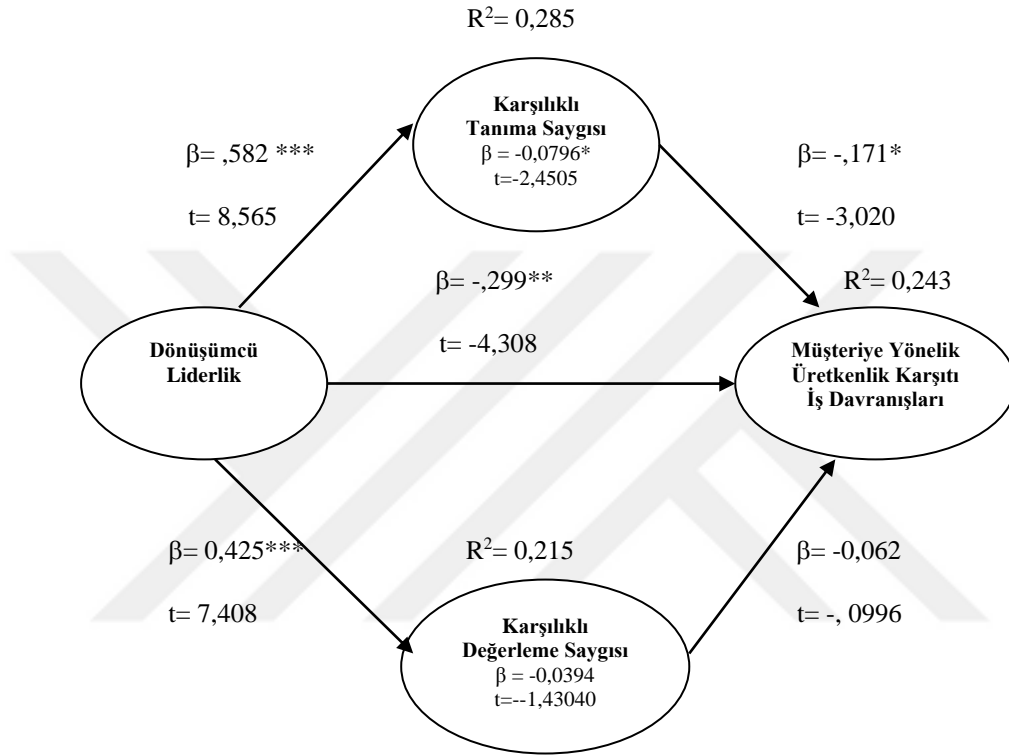 R²= 0,285
Karşılıklı
Tanıma Saygısı
β = -0,0796*
t=-2,4505
β= ,582 ***
t= 8,565
β= -,171*
t= -3,020
β= -,299**
t= -4,308
R²= 0,243
Dönüşümcü
Liderlik
Müşteriye Yönelik
Üretkenlik Karşıtı
İş Davranışları
β= 0,425***
t= 7,408
R²= 0,215
β= -0,062
t= -, 0996
Karşılıklı
Değerleme Saygısı
β = -0,0394
t=--1,43040